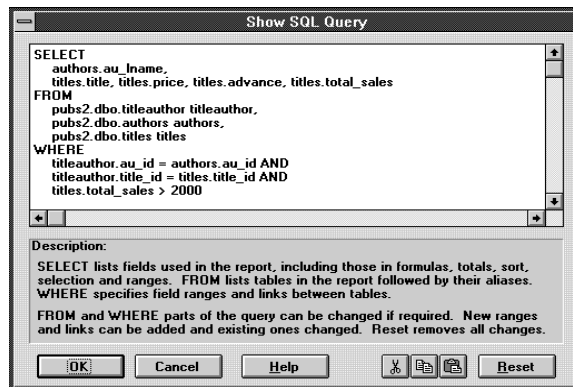 Show SQL Query
SELECT
authors.au_lname,
titles.title, titles.price, titles.advance, titles.total_sales
FROM
pubs2.dbo.titleauthor titleauthor,
pubs2.dbo.authors authors,
pubs2.dbo.titles titles
WHERE
titleauthor.au_id = authors.au_id AND
titleauthor.title_id = titles.title_id AND
titles.total_sales > 2000
Description:
SELECT lists fields used in the report, including those in formulas, totals, sort,
selection and ranges. FROM lists tables in the report followed by their aliases.
WHERE specifies field ranges and links between tables.
FROM and WHERE parts of the query can be changed if required. New ranges
and links can be added and existing ones changed. Reset removes all changes.
OK Cancel Help Reset